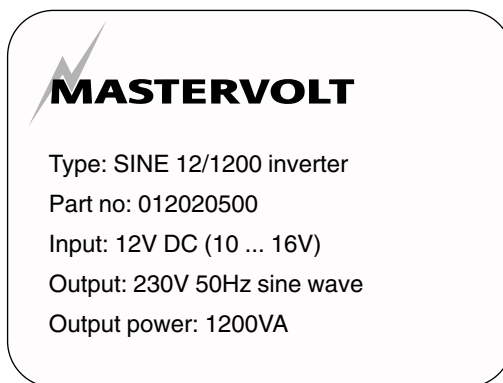 MASTERVOLT
Type: SINE 12/1200 inverter
Part no: 012020500
Input: 12V DC (10 ... 16V)
Output: 230V 50Hz sine wave
Output power: 1200VA